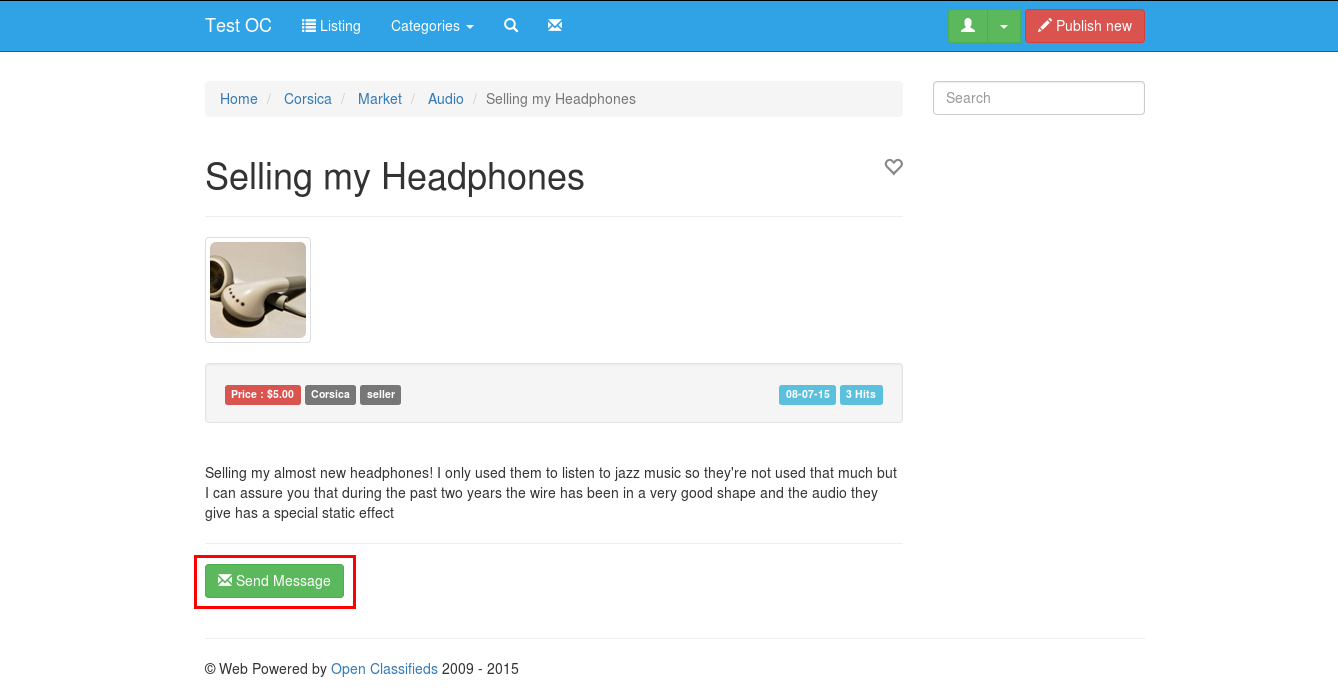 Test OC Listing Categories Publish new
Home / Corsica / Market / Audio / Selling my Headphones Search
Selling my Headphones
Price : $5.00 Corsica seller 08-07-15 3 Hits
Selling my almost new headphones! I only used them to listen to jazz music so they're not used that much but
I can assure you that during the past two years the wire has been in a very good shape and the audio they
give has a special static effect
Send Message
© Web Powered by Open Classifieds 2009 - 2015